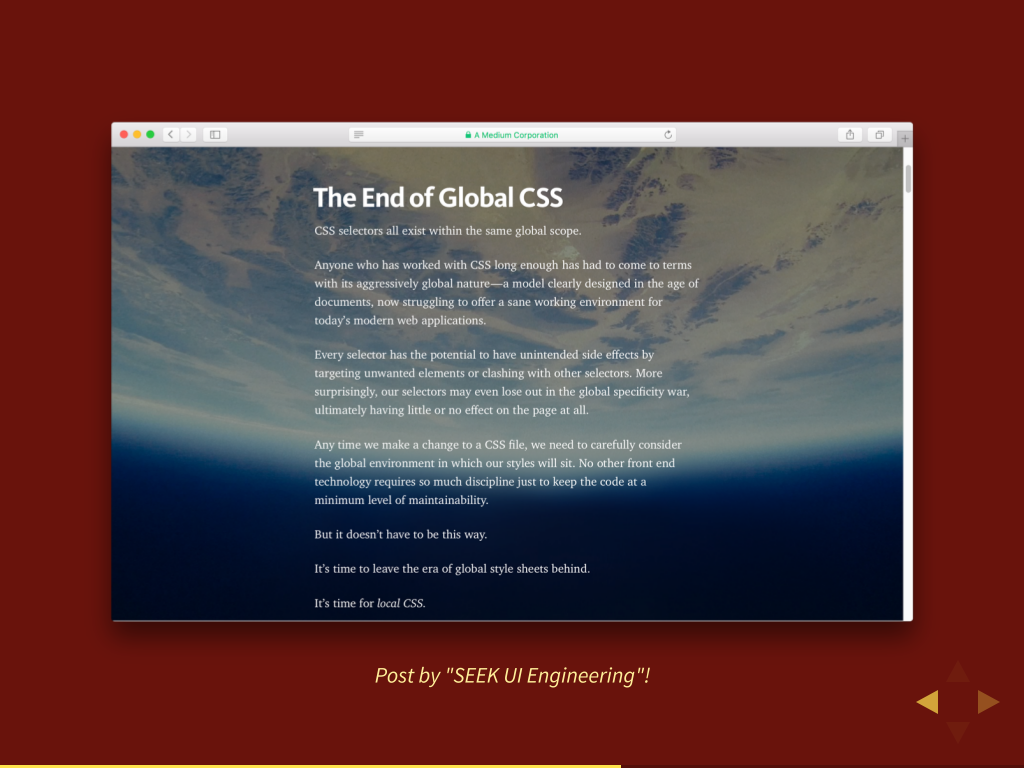 A Medium Corporation
The End of Global CSS
CSS selectors all exist within the same global scope.
Anyone who has worked with CSS long enough has had to come to terms
with its aggressively global nature—a model clearly designed in the age of
documents, now struggling to offer a sane working environment for
today’s modern web applications.
Every selector has the potential to have unintended side effects by
targeting unwanted elements or clashing with other selectors. More
surprisingly, our selectors may even lose out in the global specificity war,
ultimately having little or no effect on the page at all.
Any time we make a change to a CSS file, we need to carefully consider
the global environment in which our styles will sit. No other front end
technology requires so much discipline just to keep the code at a
minimum level of maintainability.
But it doesn’t have to be this way.
It’s time to leave the era of global style sheets behind.
It’s time for local CSS.
Post by "SEEK UI Engineering"!